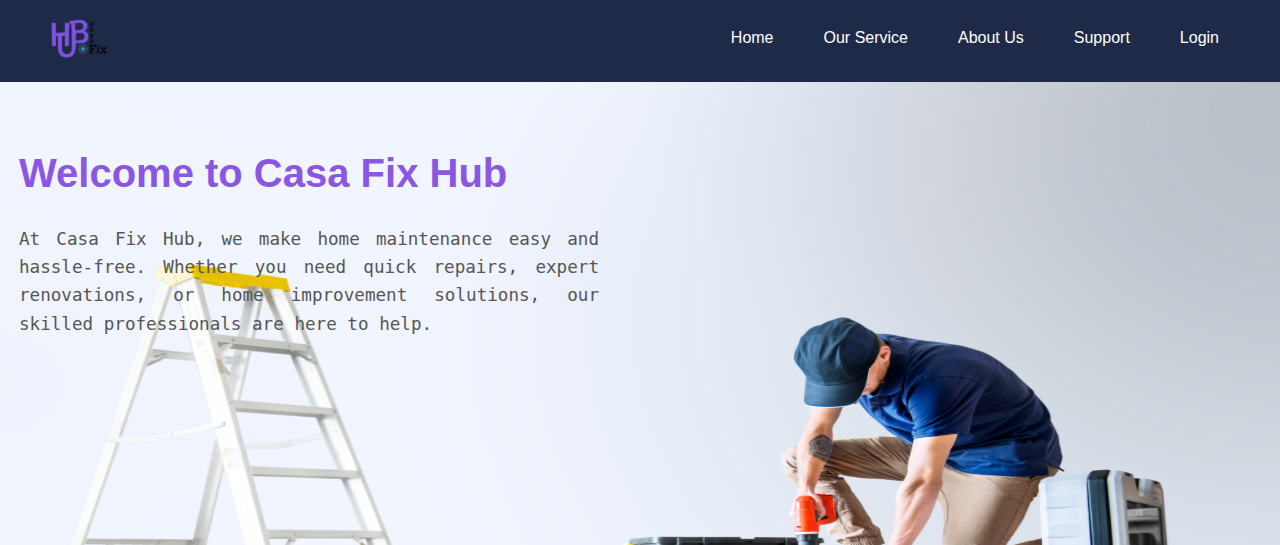 HUB
Fix
Home
Our Service
About Us
Support
Login
Welcome to Casa Fix Hub
At Casa Fix Hub, we make home maintenance easy and
hassle-free. Whether you need quick repairs, expert
renovations, or home improvement solutions, our
skilled professionals are here to help.